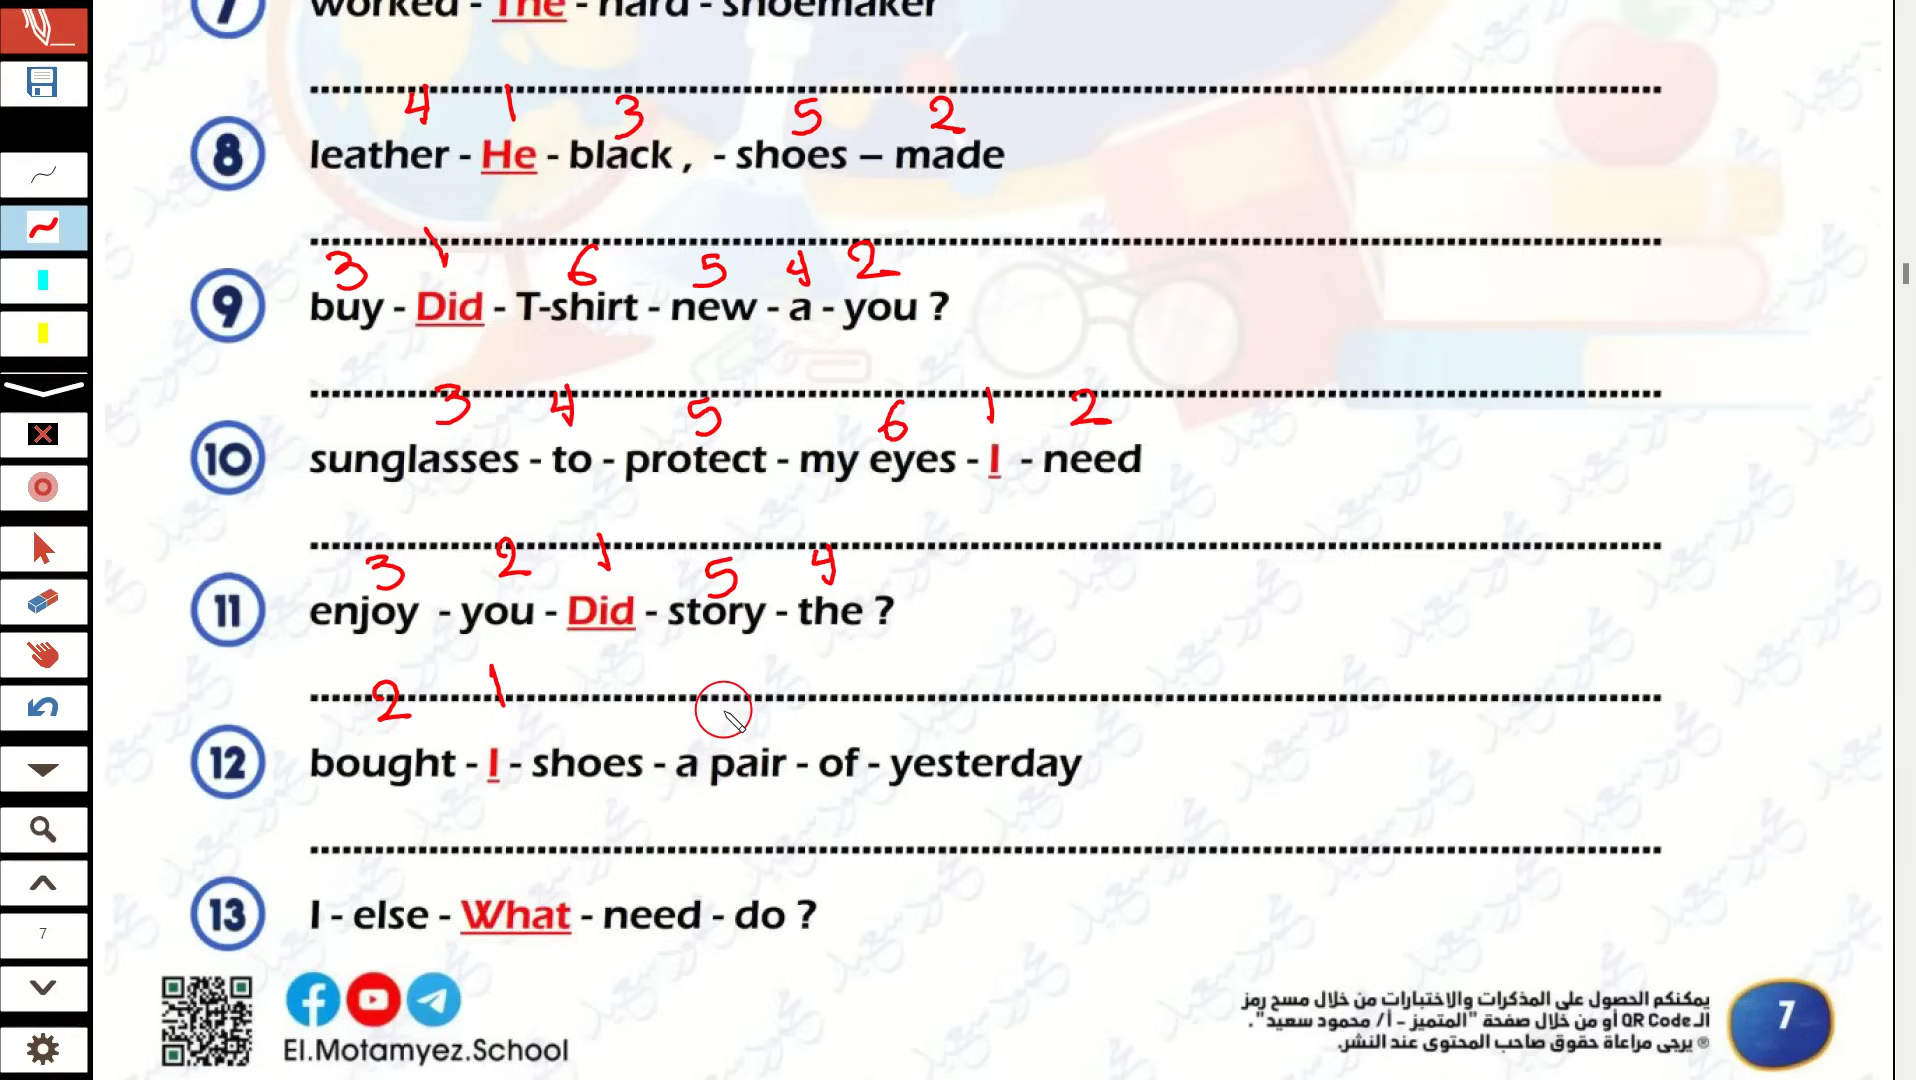 7 worked - The - hard - shoemaker
4 1 3 5 2
8 leather - He - black , - shoes – made
3 1 6 5 4 2
9 buy - Did - T-shirt - new - a - you ?
3 4 5 6 1 2
10 sunglasses - to - protect - my eyes - I - need
3 2 1 5 4
11 enjoy - you - Did - story - the ?
2 1
12 bought - I - shoes - a pair - of - yesterday
13 I - else - What - need - do ?
7
El.Motamyez.School
يمكنكم الحصول على المذكرات والاختبارات من خلال مسح رمز
الـ QR Code أو من خلال صفحة "المتميز - أ/ محمود سعيد".
® يرجى مراعاة حقوق صاحب المحتوى عند النشر.
7